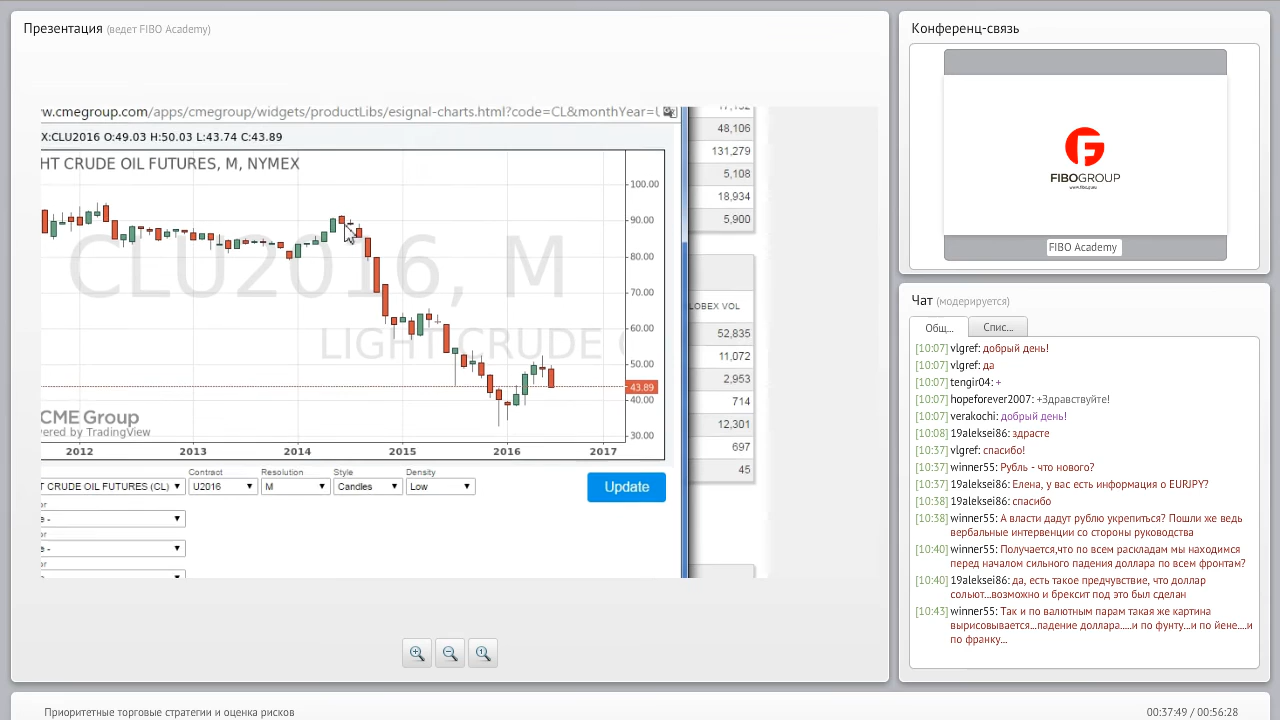 Презентация (ведет FIBO Academy)
w.cmegroup.com/apps/cmegroup/widgets/productLibs/esignal-charts.html?code=CL&monthYear=U
X:CLU2016 O:49.03 H:50.03 L:43.74 C:43.89
HT CRUDE OIL FUTURES, M, NYMEX
CLU2016, M
LIGHT CRUDE
100.00
90.00
80.00
70.00
60.00
50.00
43.89
40.00
30.00
CME Group
wered by TradingView
2012 2013 2014 2015 2016 2017
Contract Resolution Style Density
T CRUDE OIL FUTURES (CL) U2016 M Candles Low Update
or
e -
or
e -
or
48,106
131,279
5,108
18,934
5,900
LOBEX VOL
52,835
11,072
2,953
714
12,301
697
45
Конференц-связь
FIBOGROUP
FIBO Academy
Чат (модерируется)
Общ... Спис...
[10:07] vlgref: добрый день!
[10:07] vlgref: да
[10:07] tengir04: +
[10:07] hopeforever2007: +Здравствуйте!
[10:07] verakochi: добрый день!
[10:08] 19aleksei86: здрасте
[10:37] vlgref: спасибо!
[10:37] winner55: Рубль - что нового?
[10:37] 19aleksei86: Елена, у вас есть информация о EURJPY?
[10:38] 19aleksei86: спасибо
[10:38] winner55: А власти дадут рублю укрепиться? Пошли же ведь
вербальные интервенции со стороны руководства
[10:40] winner55: Получается,что по всем раскладам мы находимся
перед началом сильного падения доллара по всем фронтам?
[10:40] 19aleksei86: да, есть такое предчувствие, что доллар
сольют...возможно и брексит под это был сделан
[10:43] winner55: Так и по валютным парам такая же картина
вырисовывается...падение доллара.....и по фунту...и по йене....и
по франку...
Приоритетные торговые стратегии и оценка рисков
00:37:49 / 00:56:28